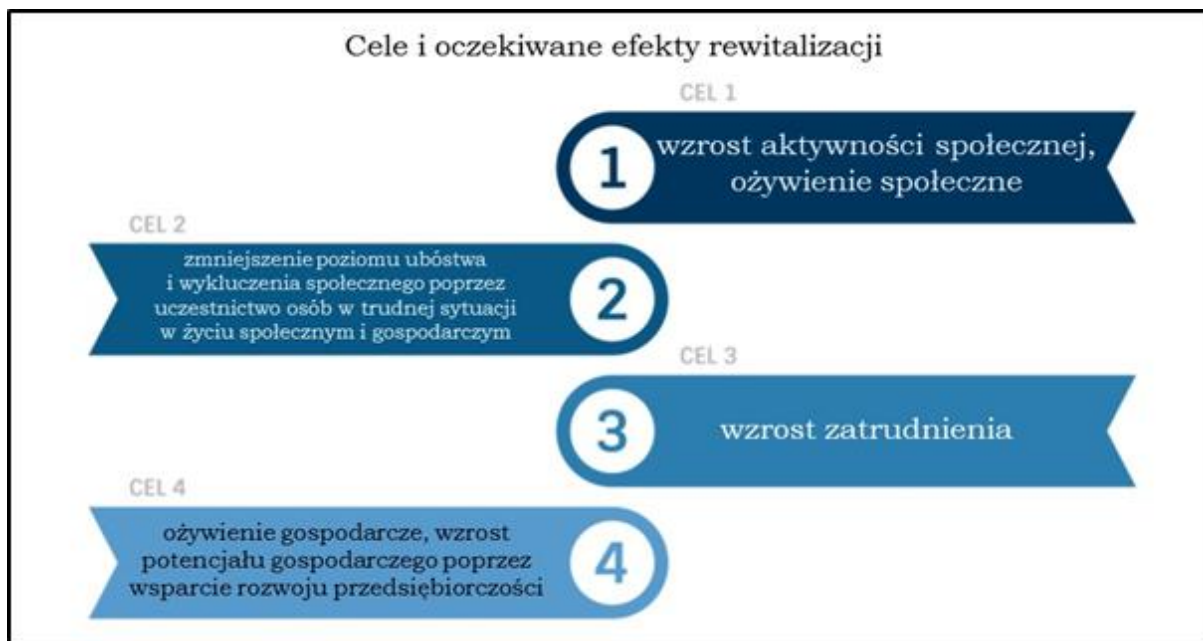 Cele i oczekiwane efekty rewitalizacji
CEL 1
1
wzrost aktywności społecznej,
ożywienie społeczne
CEL 2
zmniejszenie poziomu ubóstwa
i wykluczenia społecznego poprzez
uczestnictwo osób w trudnej sytuacji
w życiu społecznym i gospodarczym
2
CEL 3
3
wzrost zatrudnienia
CEL 4
ożywienie gospodarcze, wzrost
potencjału gospodarczego poprzez
wsparcie rozwoju przedsiębiorczości
4